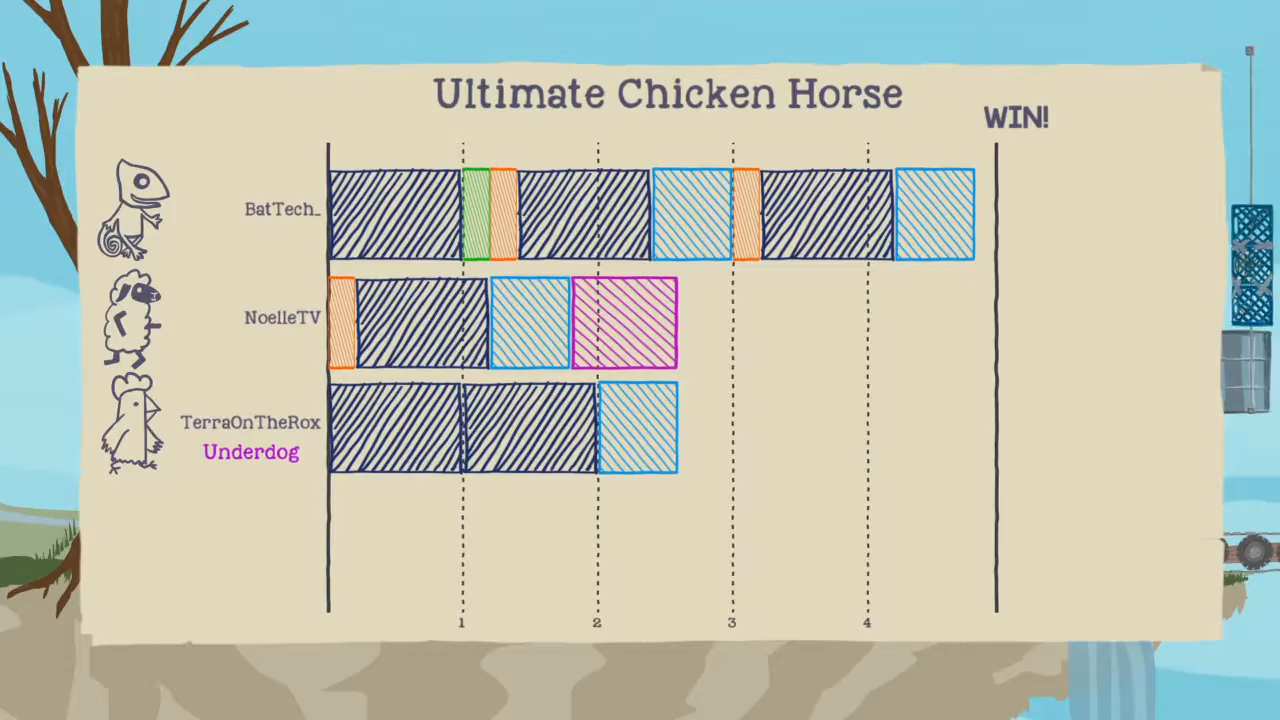 Ultimate Chicken Horse
WIN!
BatTech_
NoelleTV
TerraOnTheRox
Underdog
1 2 3 4